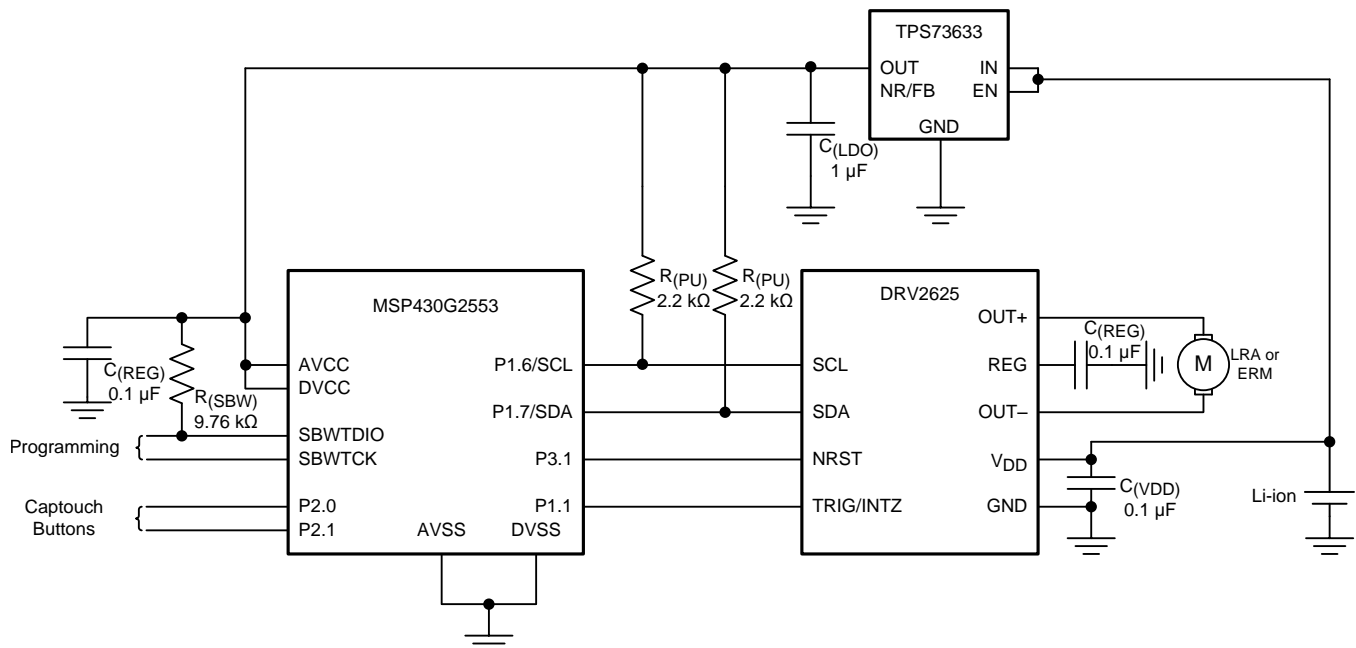 TPS73633
OUT
NR/FB
IN
EN
GND
C(LDO)
1 µF
R(PU)
2.2 kΩ
R(PU)
2.2 kΩ
MSP430G2553
AVCC
DVCC
SBWTDIO
SBWTCK
P2.0
P2.1
AVSS
DVSS
P1.6/SCL
P1.7/SDA
P3.1
P1.1
C(REG)
0.1 µF
R(SBW)
9.76 kΩ
Programming
Captouch
Buttons
DRV2625
SCL
SDA
NRST
TRIG/INTZ
OUT+
REG
OUT–
VDD
GND
C(REG)
0.1 µF
M
LRA or
ERM
C(VDD)
0.1 µF
Li-ion